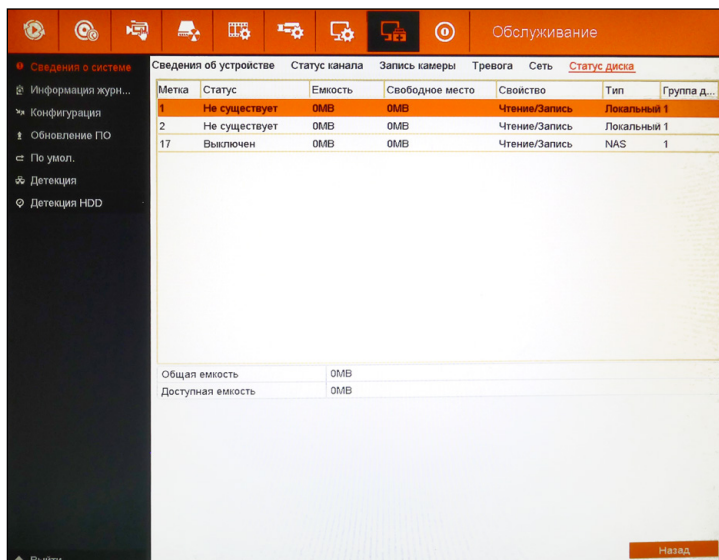 Обслуживание
Сведения о системе
Информация журн...
Конфигурация
Обновление ПО
По умол.
Детекция
Детекция HDD
Выйти
Сведения об устройстве Статус канала Запись камеры Тревога Сеть Статус диска
Метка Статус Емкость Свободное место Свойство Тип Группа д...
1 Не существует 0MB 0MB Чтение/Запись Локальный 1
2 Не существует 0MB 0MB Чтение/Запись Локальный 1
17 Выключен 0MB 0MB Чтение/Запись NAS 1
Общая емкость 0MB
Доступная емкость 0MB
Назад